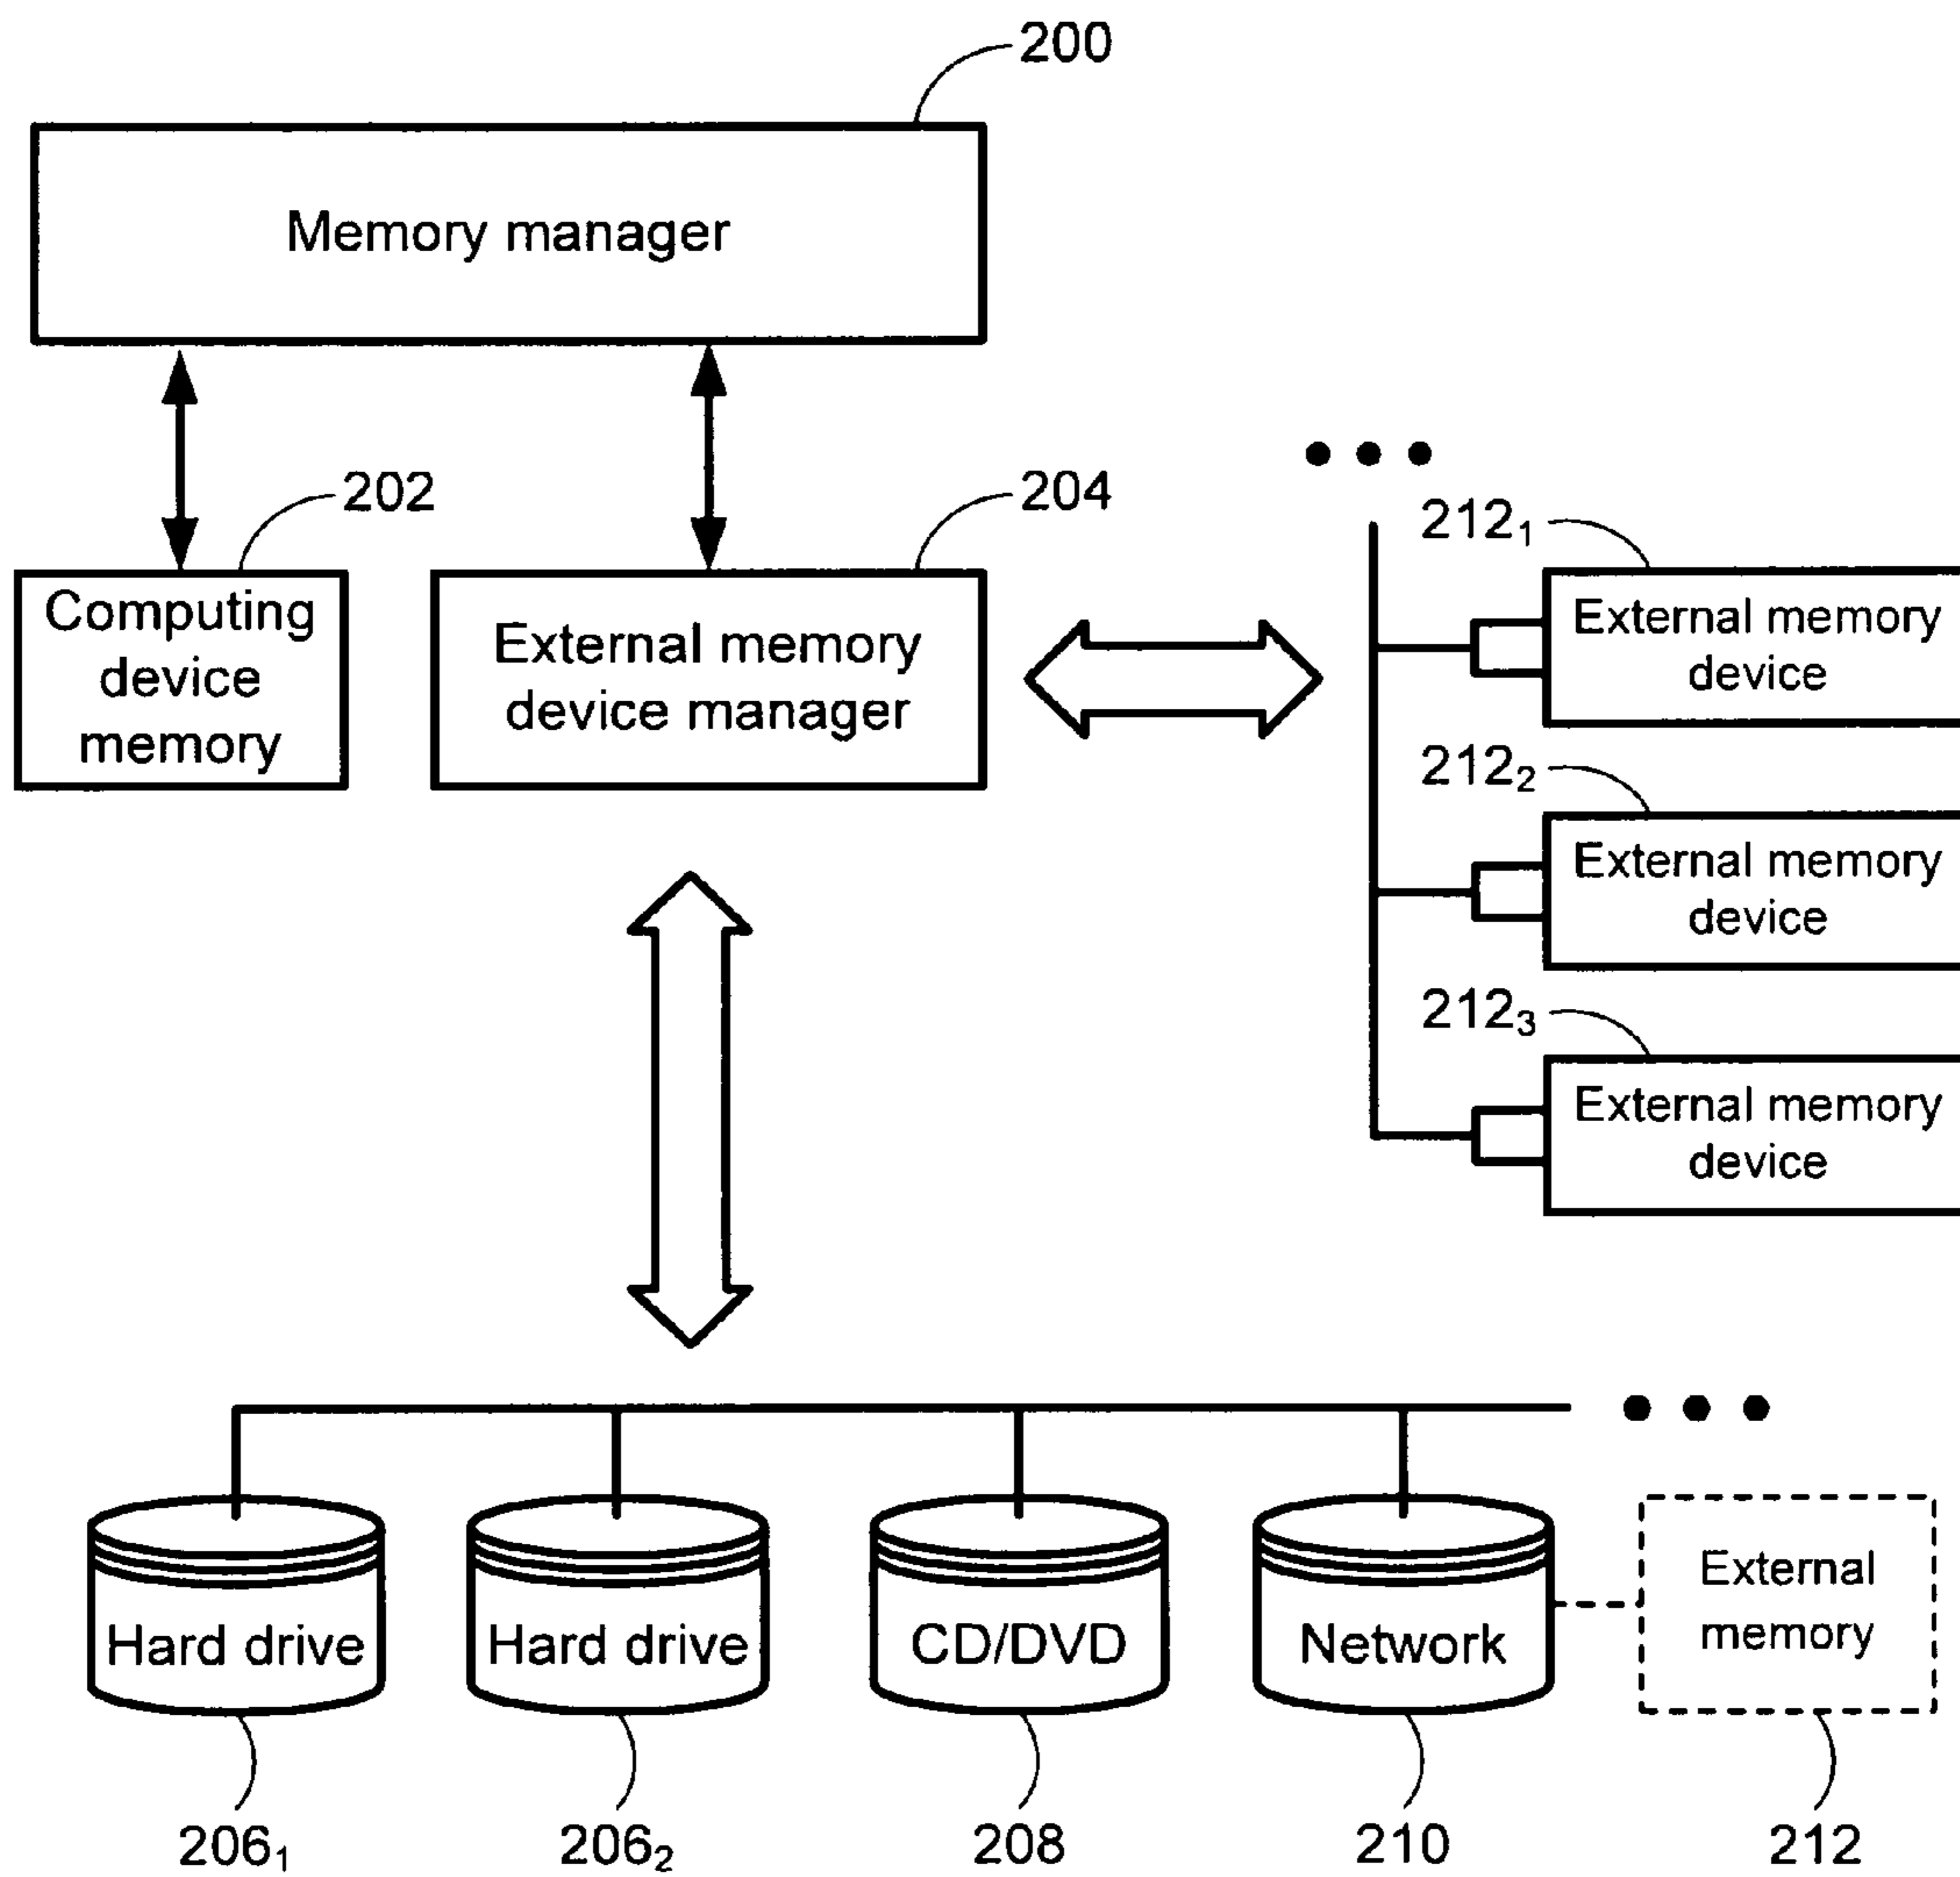 200
Memory manager
202
204
Computing
device
memory
External memory
device manager
212₁
External memory
device
212₂
External memory
device
212₃
External memory
device
Hard drive
Hard drive
CD/DVD
Network
External
memory
206₁
206₂
208
210
212